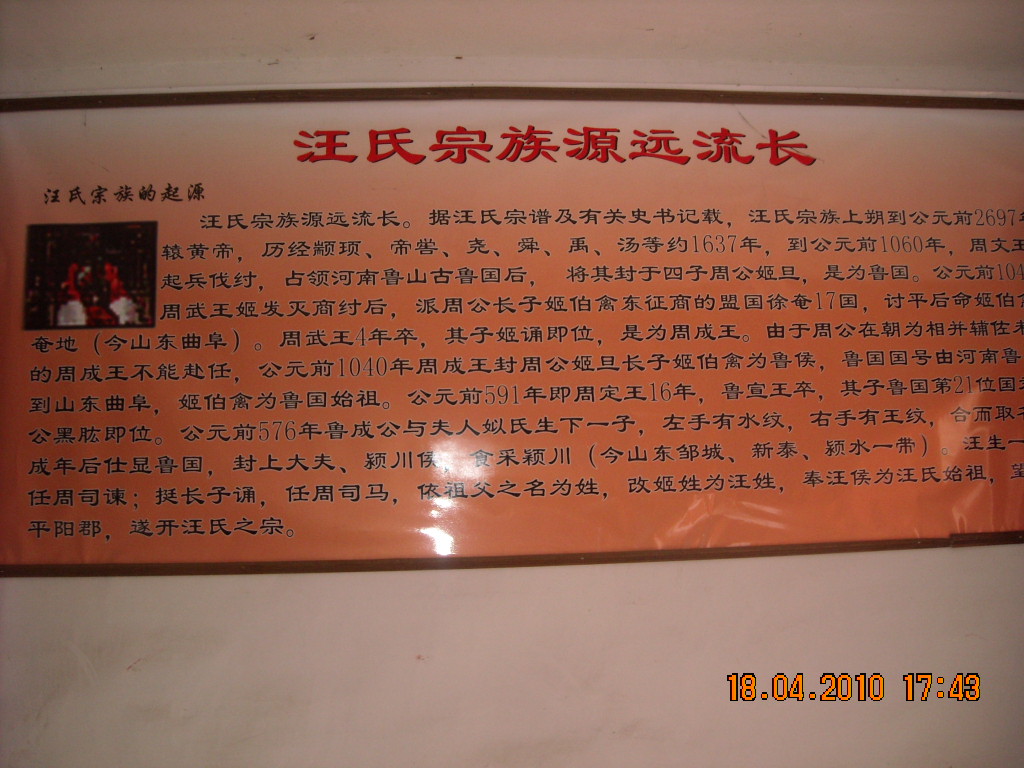 汪氏宗族源远流长
汪氏宗族的起源
汪氏宗族源远流长。据汪氏宗谱及有关史书记载，汪氏宗族上朔到公元前2697年
辕黄帝，历经颛顼、帝喾、尧、舜、禹、汤等约1637年，到公元前1060年，周文王
起兵伐纣，占领河南鲁山古鲁国后，将其封于四子周公姬旦，是为鲁国。公元前104
周武王姬发灭商纣后，派周公长子姬伯禽东征商的盟国徐奄17国，讨平后命姬伯
奄地（今山东曲阜）。周武王4年卒，其子姬诵即位，是为周成王。由于周公在朝为相并辅佐
的周成王不能赴任，公元前1040年周成王封周公姬旦长子姬伯禽为鲁侯，鲁国国号由河南鲁
到山东曲阜，姬伯禽为鲁国始祖。公元前591年即周定王16年，鲁宣王卒，其子鲁国第21位国
公黑肱即位。公元前576年鲁成公与夫人姒氏生下一子，左手有水纹，右手有王纹，合而取
成年后仕显鲁国，封上大夫、颍川侯，食采颍川（今山东邹城、新泰、颍水一带）。汪生一
任周司谏；挺长子诵，任周司马，依祖父之名为姓，改姬姓为汪姓，奉汪侯为汪氏始祖，望
平阳郡，遂开汪氏之宗。
18.04.2010 17:43